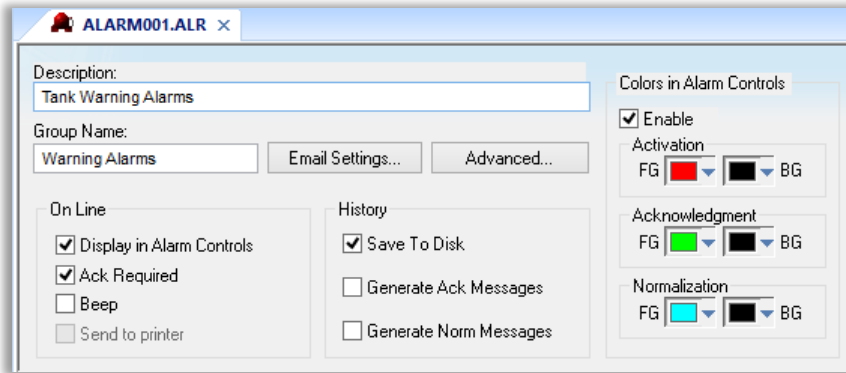 ALARM001.ALR
Description:
Tank Warning Alarms
Group Name:
Warning Alarms
Email Settings...
Advanced...
On Line
Display in Alarm Controls
Ack Required
Beep
Send to printer
History
Save To Disk
Generate Ack Messages
Generate Norm Messages
Colors in Alarm Controls
Enable
Activation
FG BG
Acknowledgment
FG BG
Normalization
FG BG